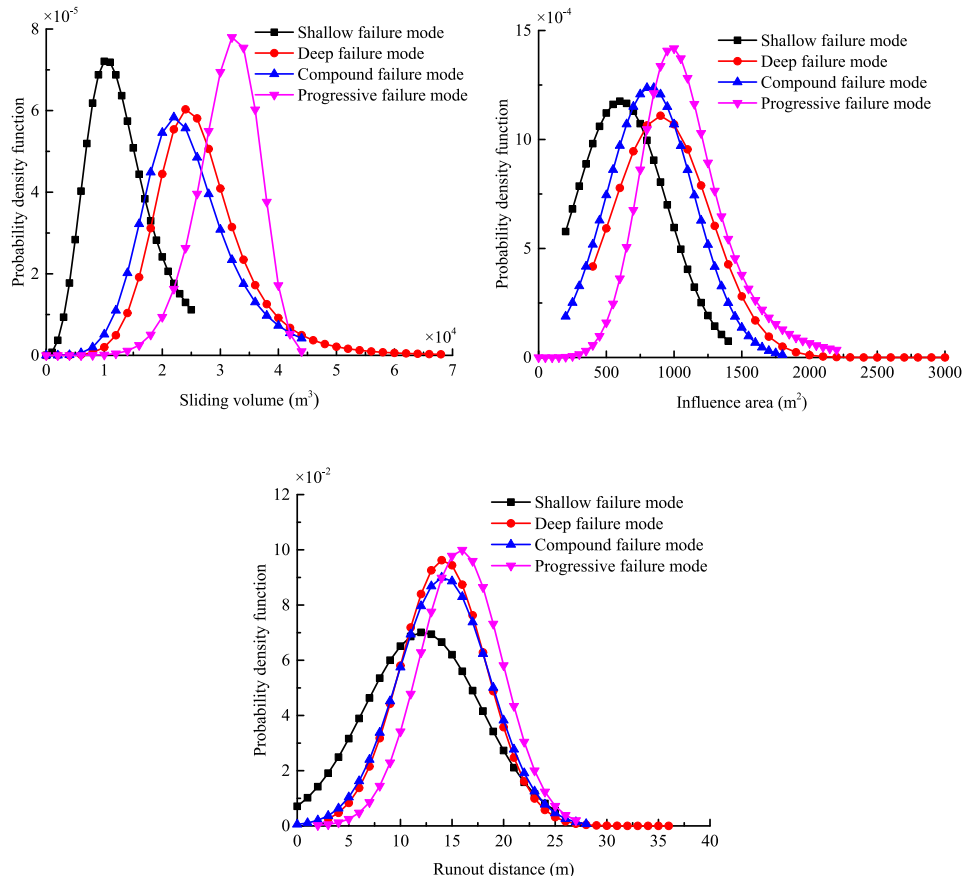 ×10⁻⁵
8
6
4
2
0
Probability density function
Shallow failure mode
Deep failure mode
Compound failure mode
Progressive failure mode
0 1 2 3 4 5 6 7
×10⁴
Sliding volume (m³)
×10⁻⁴
15
10
5
0
Probability density function
Shallow failure mode
Deep failure mode
Compound failure mode
Progressive failure mode
0 500 1000 1500 2000 2500 3000
Influence area (m²)
×10⁻²
12
10
8
6
4
2
0
Probability density function
Shallow failure mode
Deep failure mode
Compound failure mode
Progressive failure mode
0 5 10 15 20 25 30 35 40
Runout distance (m)